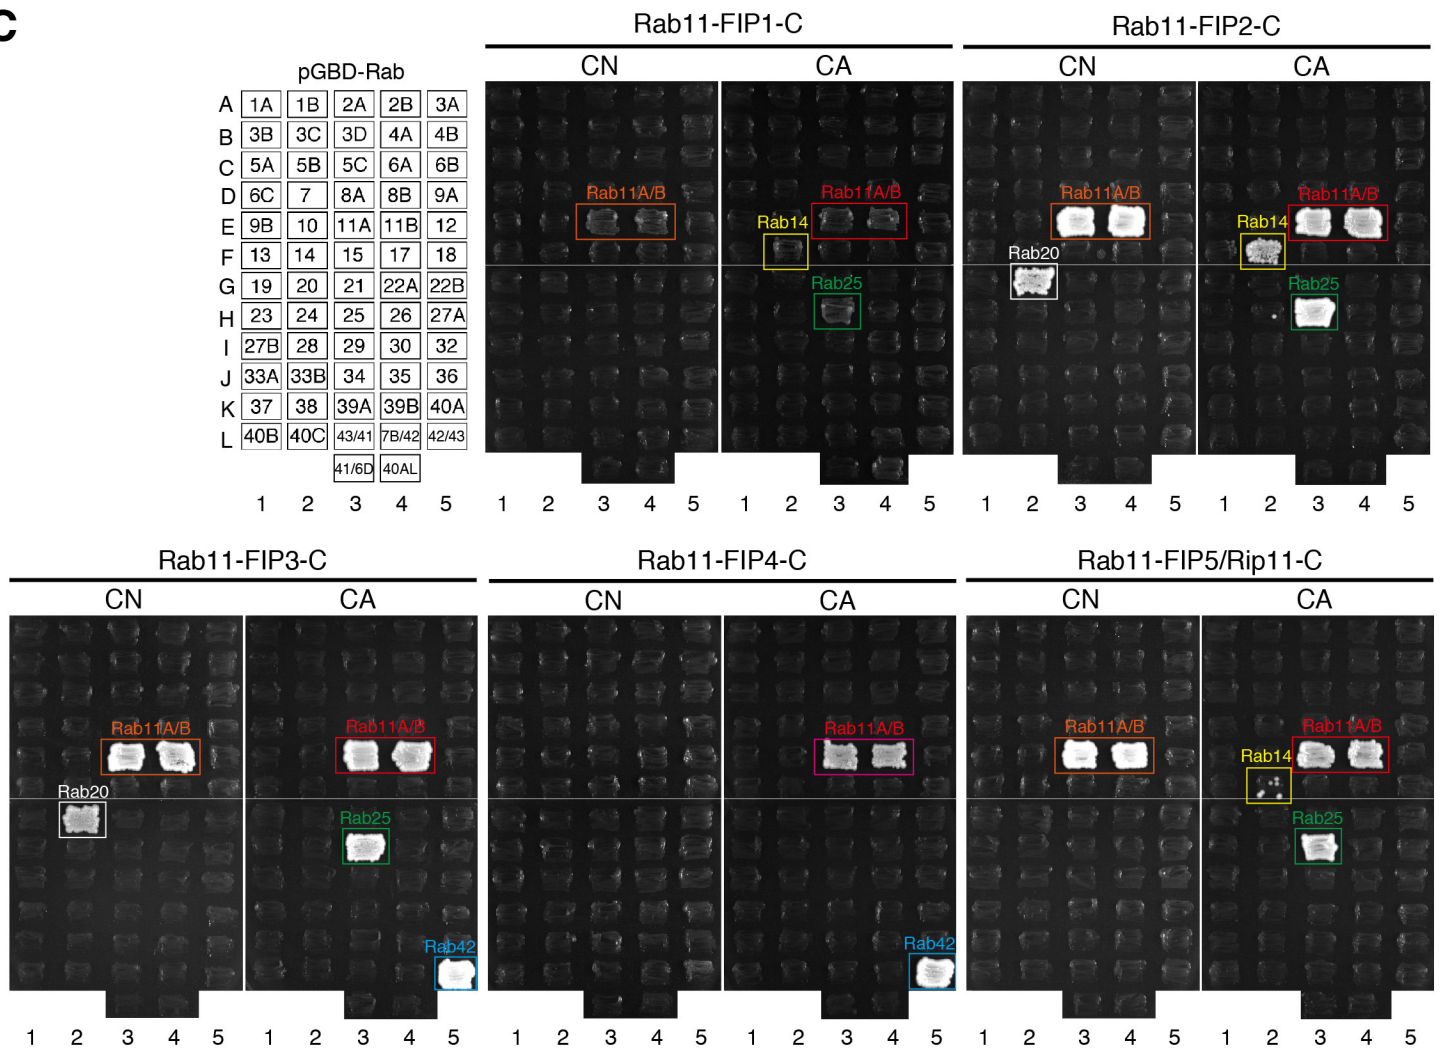 C
Rab11-FIP1-C
Rab11-FIP2-C
CN CA CN CA
pGBD-Rab
A 1A 1B 2A 2B 3A
B 3B 3C 3D 4A 4B
C 5A 5B 5C 6A 6B
D 6C 7 8A 8B 9A
E 9B 10 11A 11B 12
F 13 14 15 17 18
G 19 20 21 22A 22B
H 23 24 25 26 27A
I 27B 28 29 30 32
J 33A 33B 34 35 36
K 37 38 39A 39B 40A
L 40B 40C 43/41 7B/42 42/43
41/6D 40AL
1 2 3 4 5
Rab11A/B
Rab14
Rab11A/B
Rab25
Rab11A/B
Rab20
Rab14
Rab11A/B
Rab25
1 2 3 4 5 1 2 3 4 5 1 2 3 4 5 1 2 3 4 5
Rab11-FIP3-C
Rab11-FIP4-C
Rab11-FIP5/Rip11-C
CN CA CN CA CN CA
Rab11A/B
Rab20
Rab11A/B
Rab25
Rab42
Rab11A/B
Rab42
Rab11A/B
Rab14
Rab11A/B
Rab25
1 2 3 4 5 1 2 3 4 5 1 2 3 4 5 1 2 3 4 5 1 2 3 4 5 1 2 3 4 5